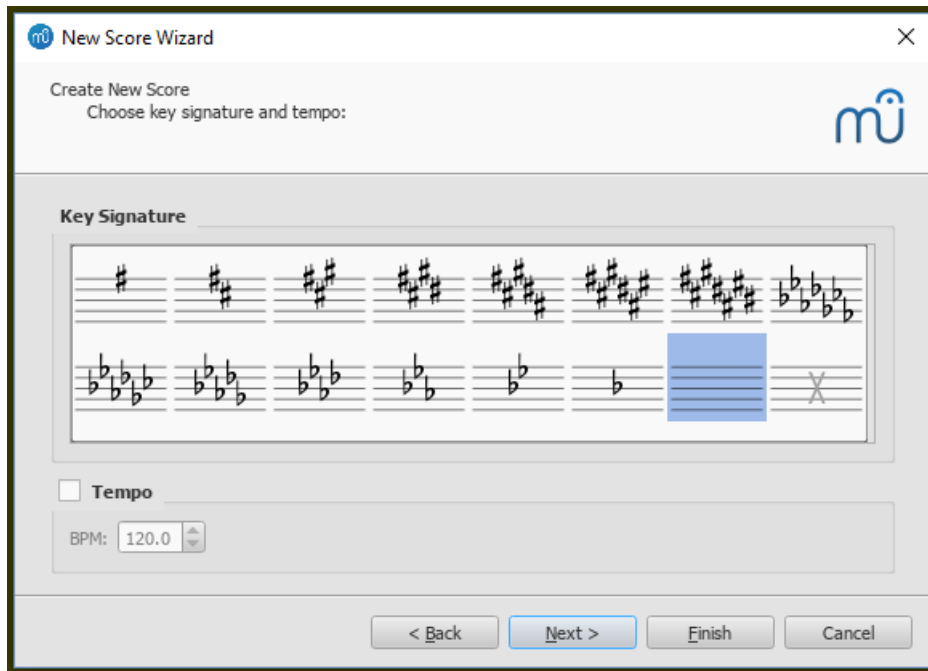 New Score Wizard
Create New Score
Choose key signature and tempo:
Key Signature
Tempo
BPM: 120.0
< Back Next > Finish Cancel